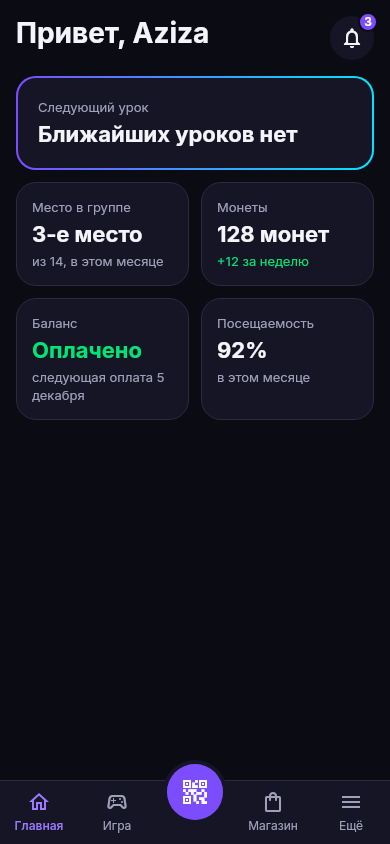 Привет, Aziza
3
Следующий урок
Ближайших уроков нет
Место в группе
3-е место
из 14, в этом месяце
Монеты
128 монет
+12 за неделю
Баланс
Оплачено
следующая оплата 5
декабря
Посещаемость
92%
в этом месяце
Главная
Игра
Магазин
Ещё